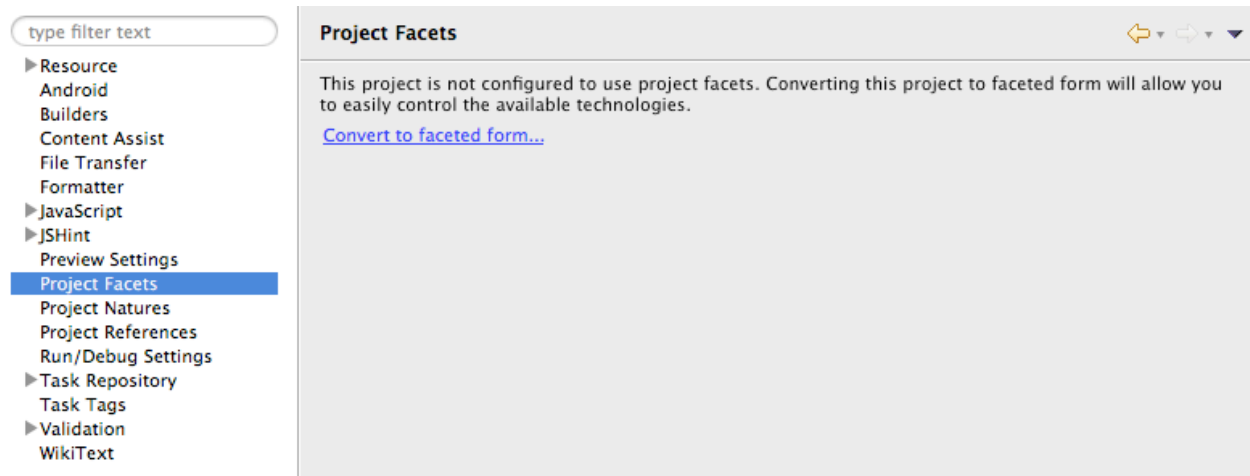 type filter text
Resource
Android
Builders
Content Assist
File Transfer
Formatter
JavaScript
JSHint
Preview Settings
Project Facets
Project Natures
Project References
Run/Debug Settings
Task Repository
Task Tags
Validation
WikiText
Project Facets
This project is not configured to use project facets. Converting this project to faceted form will allow you
to easily control the available technologies.
Convert to faceted form...